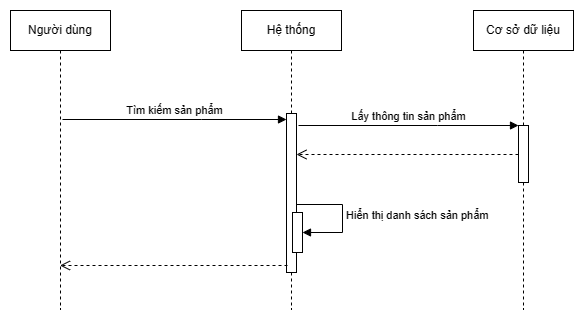 Người dùng
Hệ thống
Cơ sở dữ liệu
Tìm kiếm sản phẩm
Lấy thông tin sản phẩm
Hiển thị danh sách sản phẩm